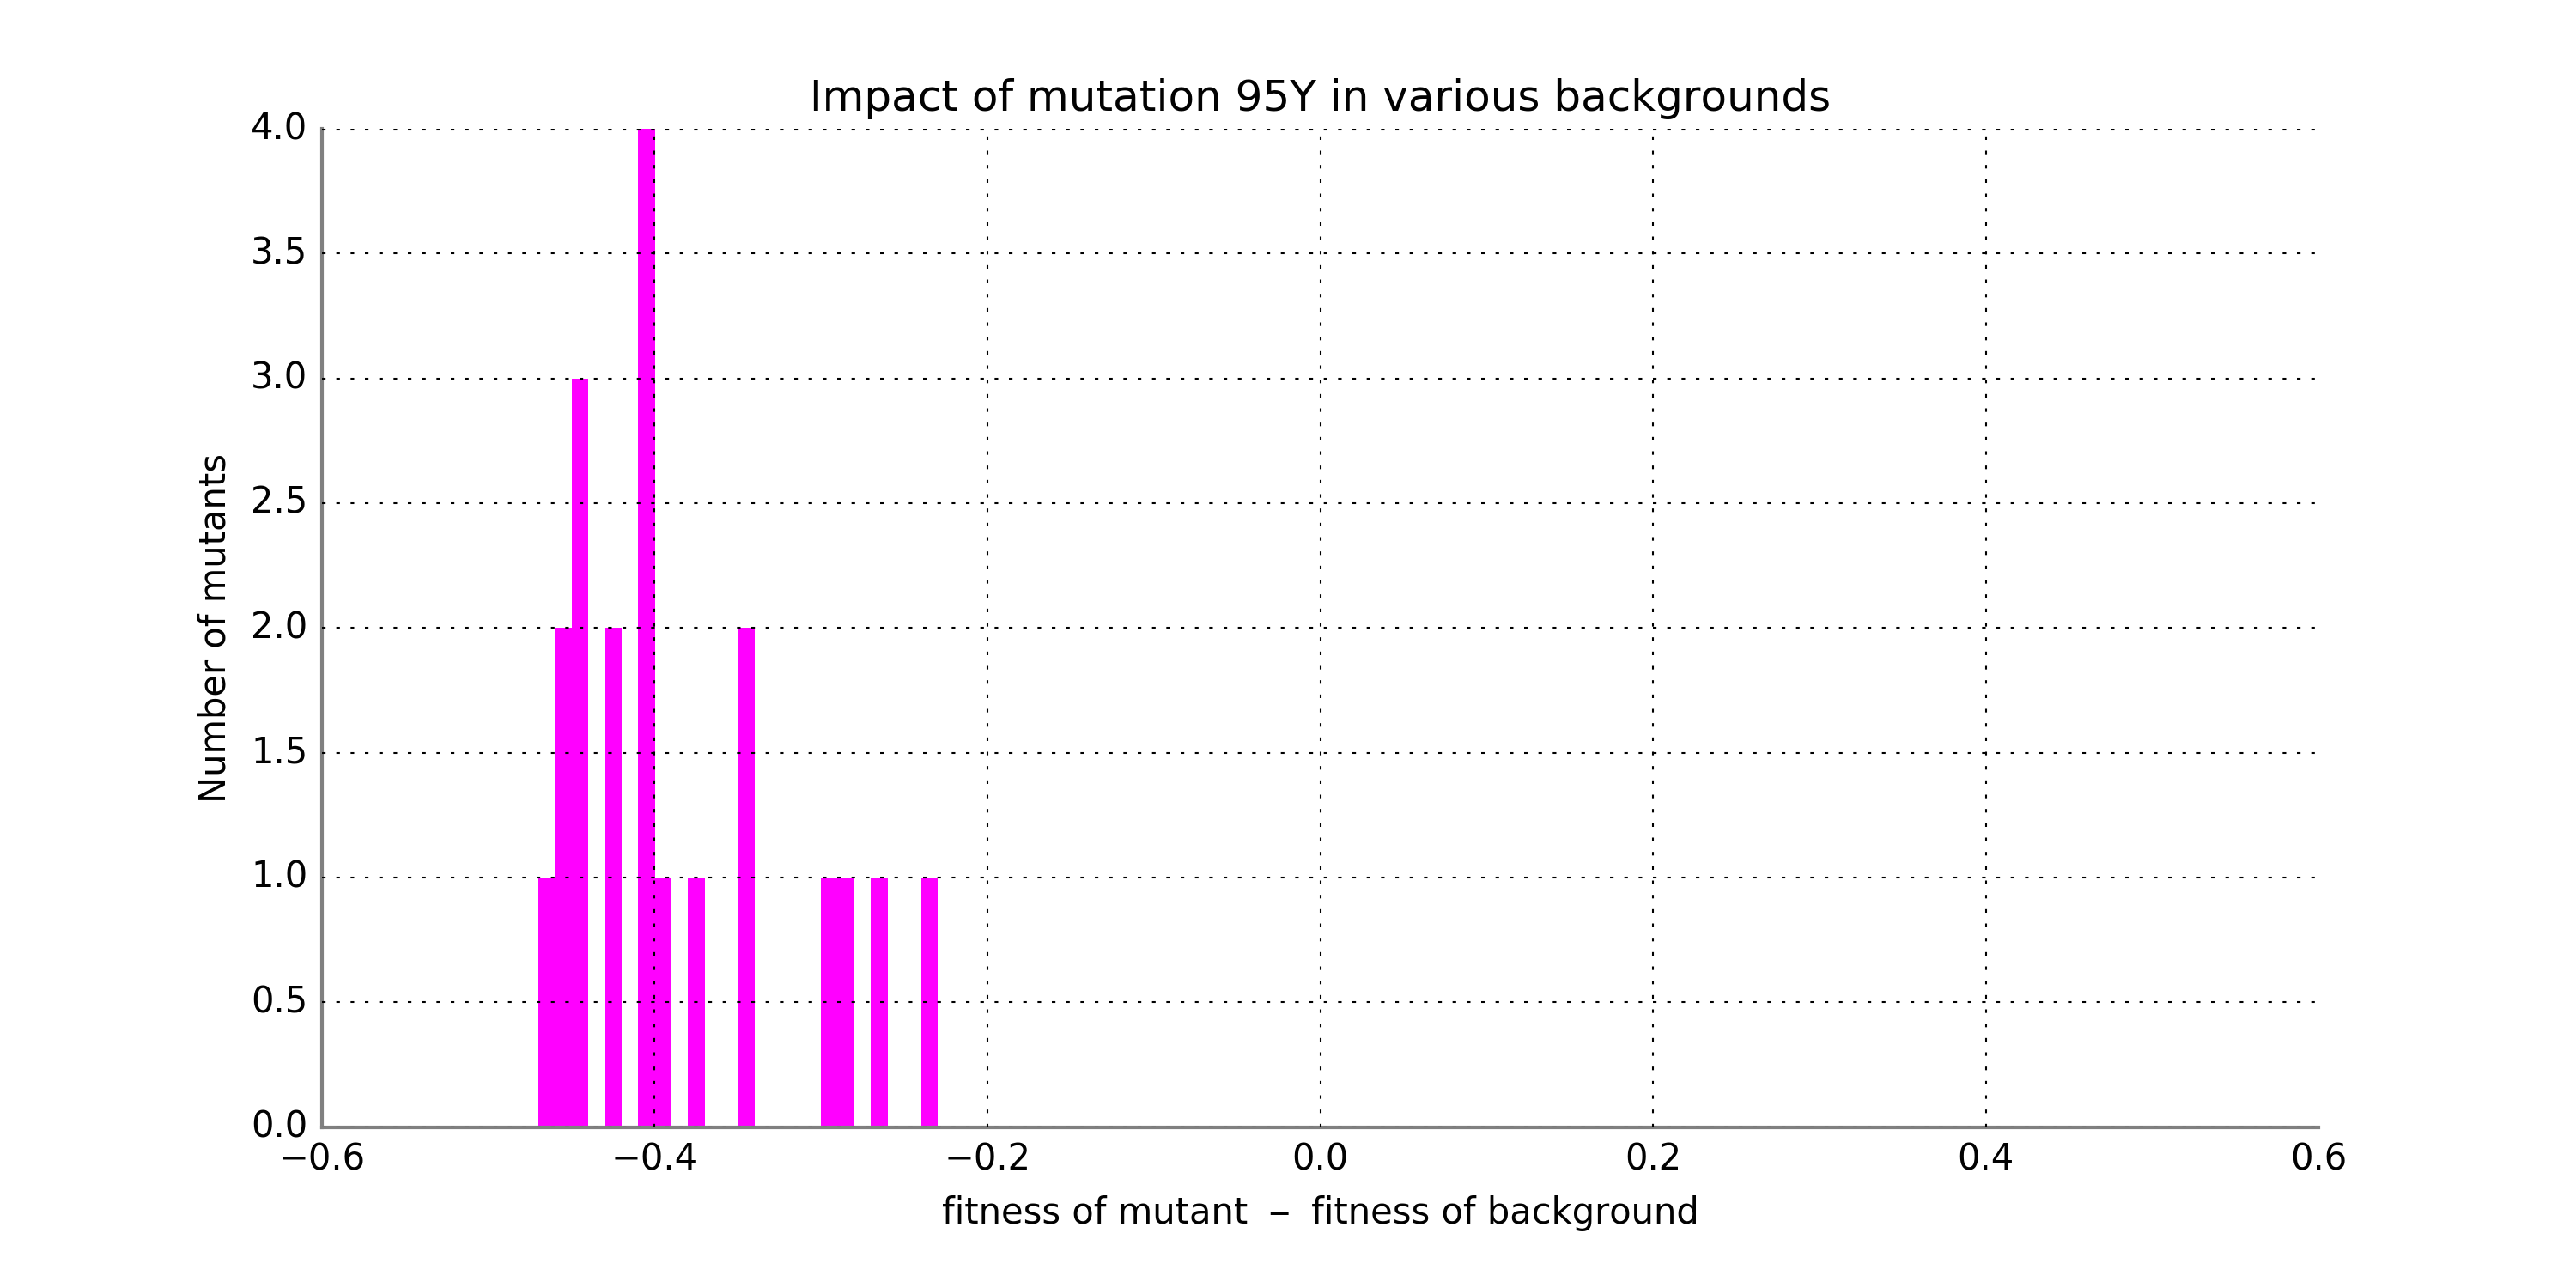 Impact of mutation 95Y in various backgrounds
4.0
3.5
3.0
2.5
2.0
1.5
1.0
0.5
0.0
Number of mutants
−0.6 −0.4 −0.2 0.0 0.2 0.4 0.6
fitness of mutant − fitness of background